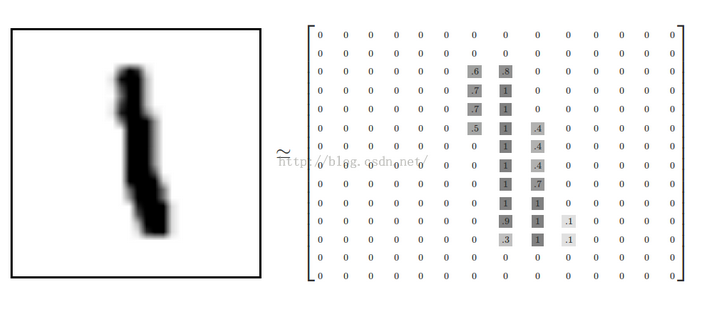 0 0 0 0 0 0 0 0 0 0 0 0 0 0
0 0 0 0 0 0 0 0 0 0 0 0 0 0
0 0 0 0 0 0 .6 .8 0 0 0 0 0 0
0 0 0 0 0 0 .7 1 0 0 0 0 0 0
0 0 0 0 0 0 .7 1 0 0 0 0 0 0
0 0 0 0 0 0 .5 1 .4 0 0 0 0 0
0 0 0 0 0 0 0 1 .4 0 0 0 0 0
≃
http://blog.csdn.net/
0 0 0 0 0 0 0 1 .4 0 0 0 0 0
0 0 0 0 0 0 0 1 .7 0 0 0 0 0
0 0 0 0 0 0 0 1 1 0 0 0 0 0
0 0 0 0 0 0 0 .9 1 .1 0 0 0 0
0 0 0 0 0 0 0 .3 1 .1 0 0 0 0
0 0 0 0 0 0 0 0 0 0 0 0 0 0
0 0 0 0 0 0 0 0 0 0 0 0 0 0